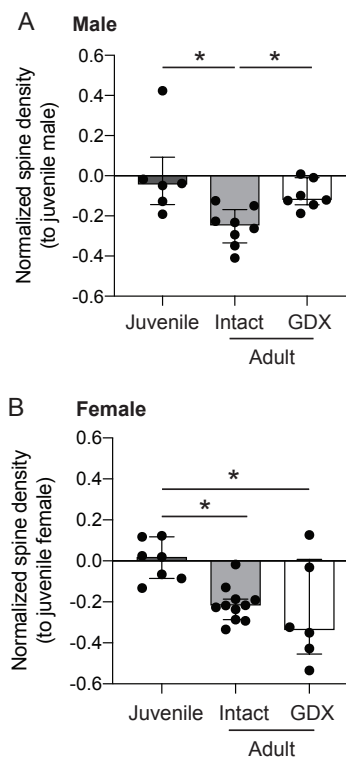 A
Male
Normalized spine density
(to juvenile male)
0.6
0.4
0.2
0.0
-0.2
-0.4
-0.6
*
*
Juvenile
Intact
GDX
Adult
B
Female
Normalized spine density
(to juvenile female)
0.6
0.4
0.2
0.0
-0.2
-0.4
-0.6
*
*
Juvenile
Intact
GDX
Adult